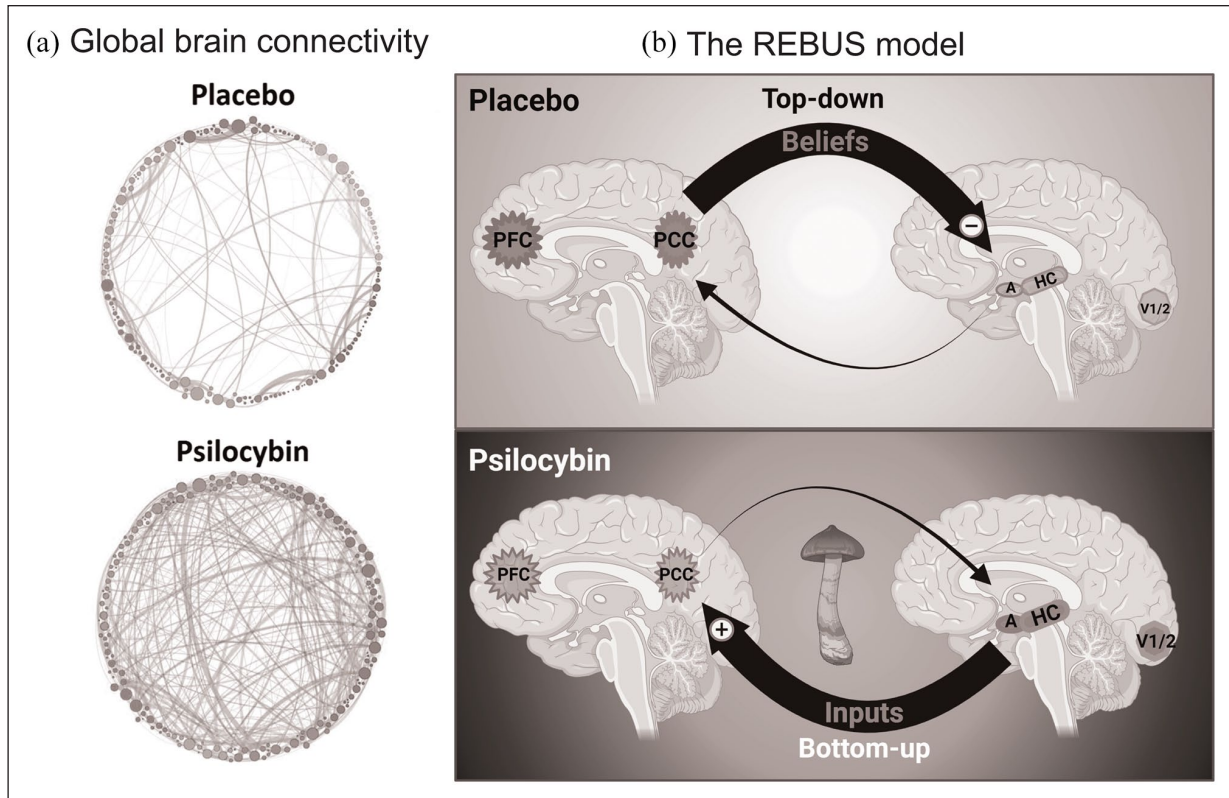 (a) Global brain connectivity
Placebo
Psilocybin
(b) The REBUS model
Placebo
Top-down
Beliefs
PFC
PCC
−
A
HC
V1/2
Psilocybin
PFC
PCC
+
A
HC
V1/2
Inputs
Bottom-up